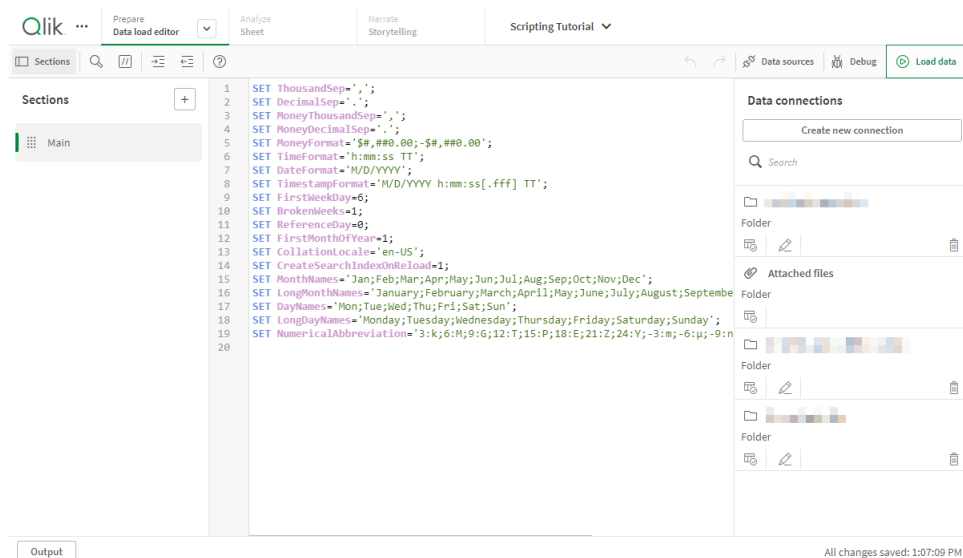 Qlik
Prepare
Data load editor
Analyze
Sheet
Narrate
Storytelling
Scripting Tutorial
Sections
Data sources
Debug
Load data
Sections
Main
1 SET ThousandSep=',';
2 SET DecimalSep='.';
3 SET MoneyThousandSep=',';
4 SET MoneyDecimalSep='.';
5 SET MoneyFormat='$#,##0.00;-$#,##0.00';
6 SET TimeFormat='h:mm:ss TT';
7 SET DateFormat='M/D/YYYY';
8 SET TimestampFormat='M/D/YYYY h:mm:ss[.fff] TT';
9 SET FirstWeekDay=6;
10 SET BrokenWeeks=1;
11 SET ReferenceDay=0;
12 SET FirstMonthOfYear=1;
13 SET CollationLocale='en-US';
14 SET CreateSearchIndexOnReload=1;
15 SET MonthNames='Jan;Feb;Mar;Apr;May;Jun;Jul;Aug;Sep;Oct;Nov;Dec';
16 SET LongMonthNames='January;February;March;April;May;June;July;August;Septembe
17 SET DayNames='Mon;Tue;Wed;Thu;Fri;Sat;Sun';
18 SET LongDayNames='Monday;Tuesday;Wednesday;Thursday;Friday;Saturday;Sunday';
19 SET NumericalAbbreviation='3:k;6:M;9:G;12:T;15:P;18:E;21:Z;24:Y;-3:m;-6:μ;-9:n
20
Data connections
Create new connection
Search
Folder
Attached files
Folder
Folder
Folder
Output
All changes saved: 1:07:09 PM